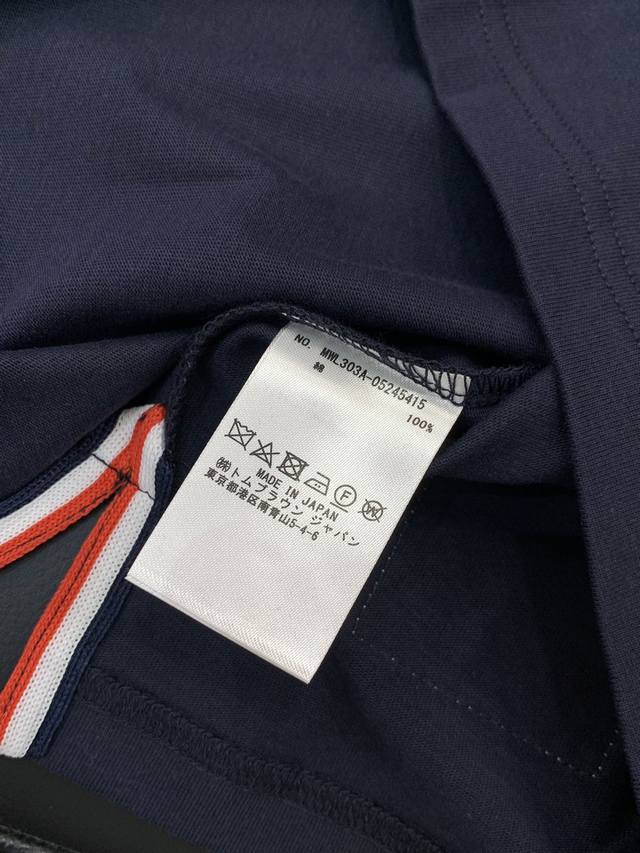 NO. MWL303A-05245415
綿 100%
MADE IN JAPAN
㈱トムブラウン ジャパン
東京都港区南青山5-4-6